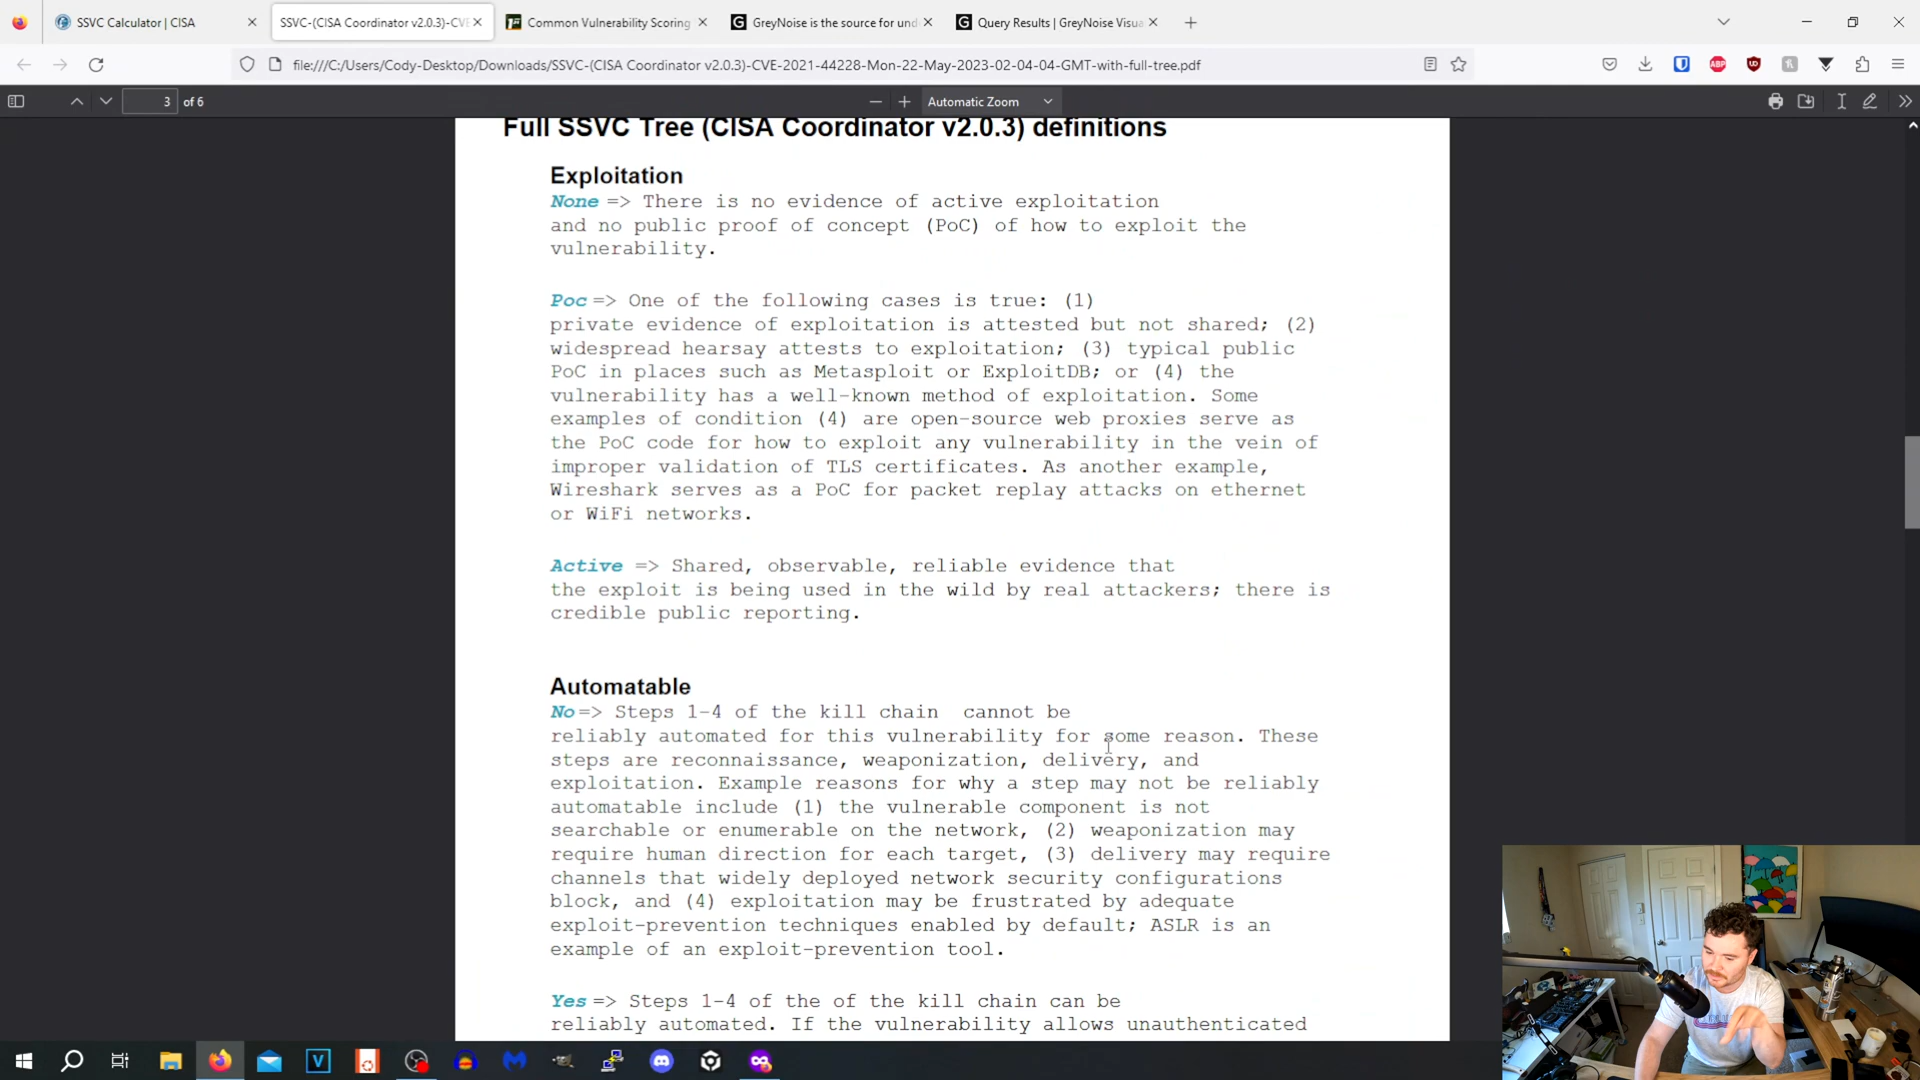 SSVC Calculator | CISA
SSVC-(CISA Coordinator v2.0.3)-CVE
Common Vulnerability Scoring
GreyNoise is the source for und
Query Results | GreyNoise Visua
file:///C:/Users/Cody-Desktop/Downloads/SSVC-(CISA Coordinator v2.0.3)-CVE-2021-44228-Mon-22-May-2023-02-04-04-GMT-with-full-tree.pdf
3 of 6
Automatic Zoom
Full SSVC Tree (CISA Coordinator v2.0.3) definitions
Exploitation
None => There is no evidence of active exploitation
and no public proof of concept (PoC) of how to exploit the
vulnerability.
Poc => One of the following cases is true: (1)
private evidence of exploitation is attested but not shared; (2)
widespread hearsay attests to exploitation; (3) typical public
PoC in places such as Metasploit or ExploitDB; or (4) the
vulnerability has a well-known method of exploitation. Some
examples of condition (4) are open-source web proxies serve as
the PoC code for how to exploit any vulnerability in the vein of
improper validation of TLS certificates. As another example,
Wireshark serves as a PoC for packet replay attacks on ethernet
or WiFi networks.
Active => Shared, observable, reliable evidence that
the exploit is being used in the wild by real attackers; there is
credible public reporting.
Automatable
No => Steps 1-4 of the kill chain cannot be
reliably automated for this vulnerability for some reason. These
steps are reconnaissance, weaponization, delivery, and
exploitation. Example reasons for why a step may not be reliably
automatable include (1) the vulnerable component is not
searchable or enumerable on the network, (2) weaponization may
require human direction for each target, (3) delivery may require
channels that widely deployed network security configurations
block, and (4) exploitation may be frustrated by adequate
exploit-prevention techniques enabled by default; ASLR is an
example of an exploit-prevention tool.
Yes => Steps 1-4 of the of the kill chain can be
reliably automated. If the vulnerability allows unauthenticated